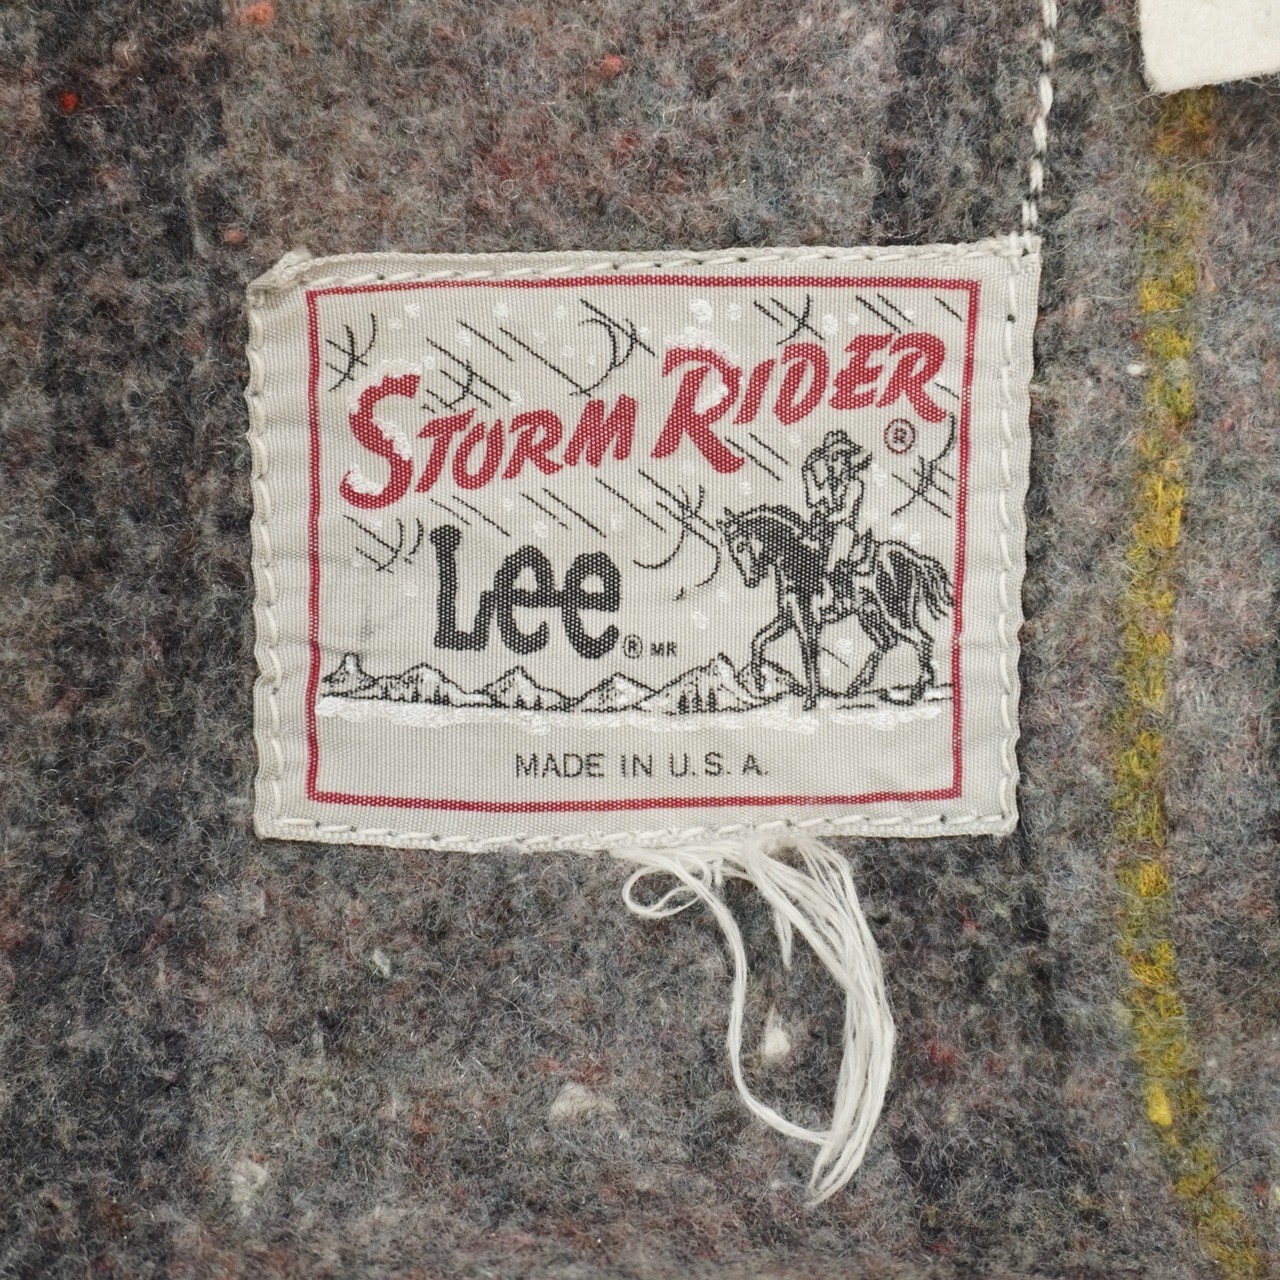 STORM RIDER ®
Lee ® MR
MADE IN U.S.A.